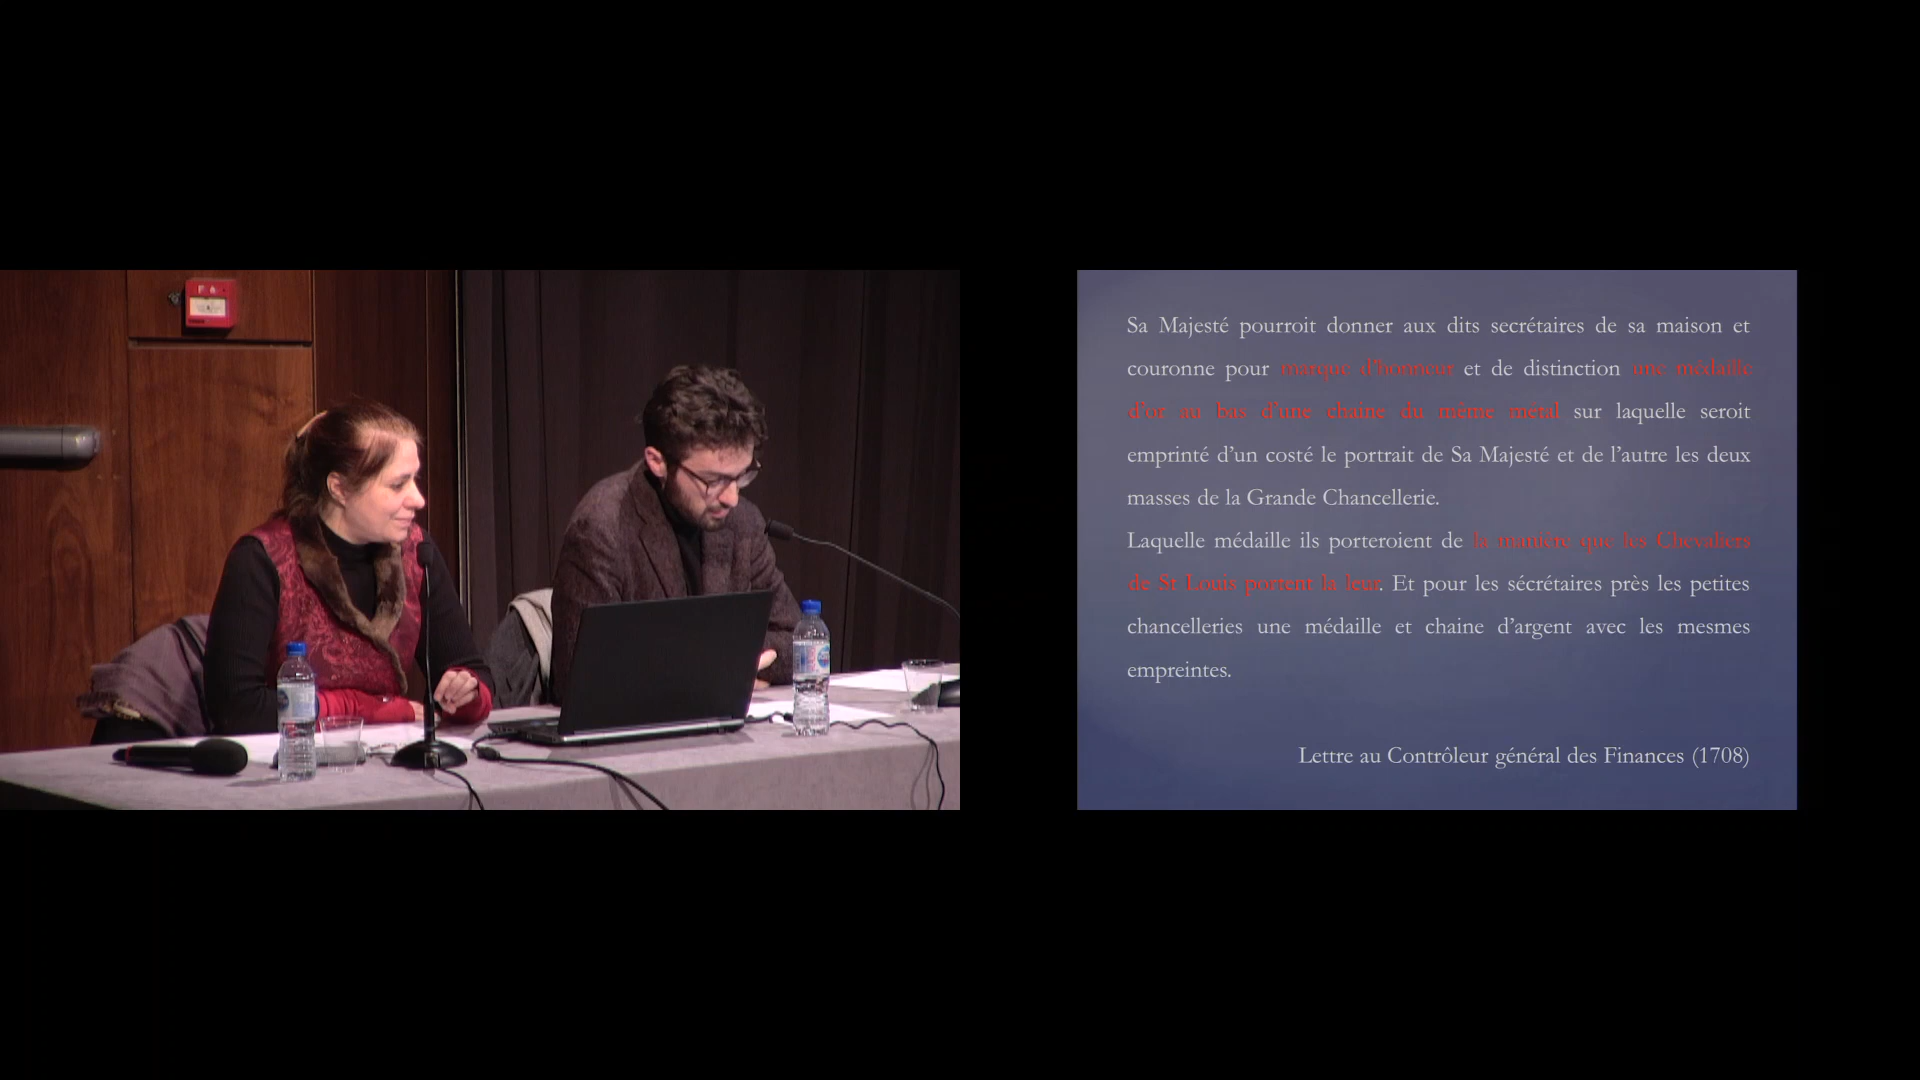 Sa Majesté pourroit donner aux dits secrétaires de sa maison et
couronne pour marque d'honneur et de distinction une médaille
d'or au bas d'une chaine du même métal sur laquelle seroit
emprinté d'un costé le portrait de Sa Majesté et de l'autre les deux
masses de la Grande Chancellerie.
Laquelle médaille ils porteroient de la manière que les Chevaliers
de St Louis portent la leur. Et pour les sécrétaires près les petites
chancelleries une médaille et chaine d'argent avec les mesmes
empreintes.
Lettre au Contrôleur général des Finances (1708)